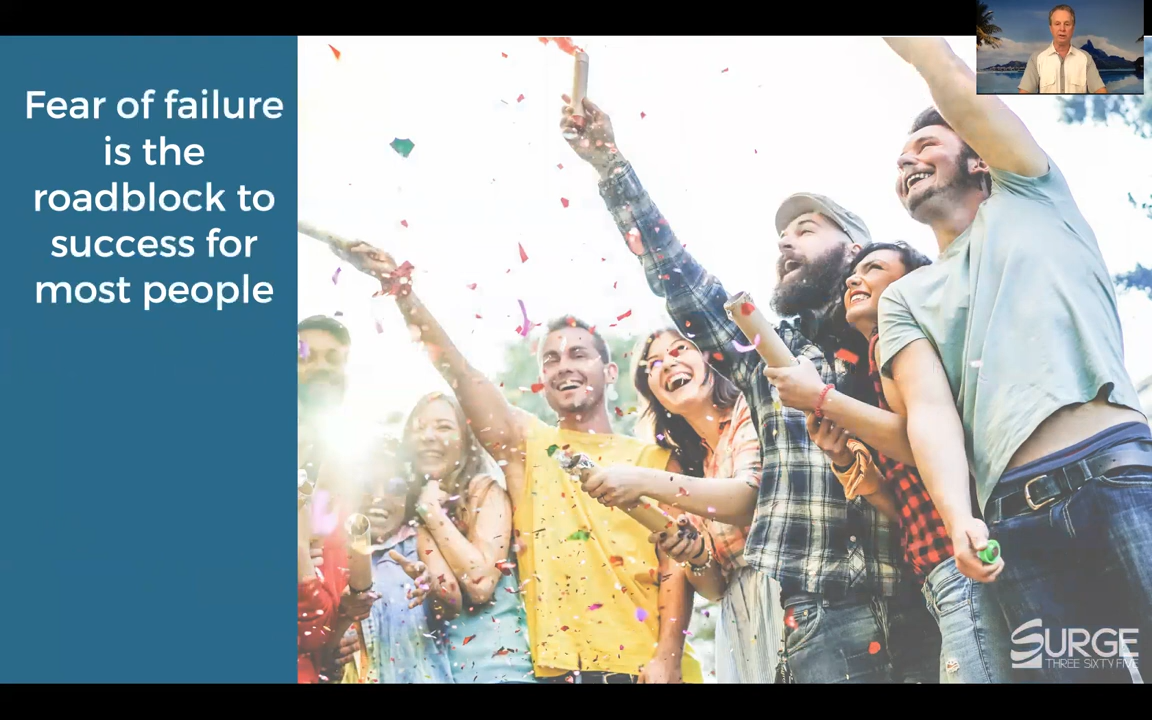 Fear of failure
is the
roadblock to
success for
most people
SURGE
THREE SIXTY FIVE